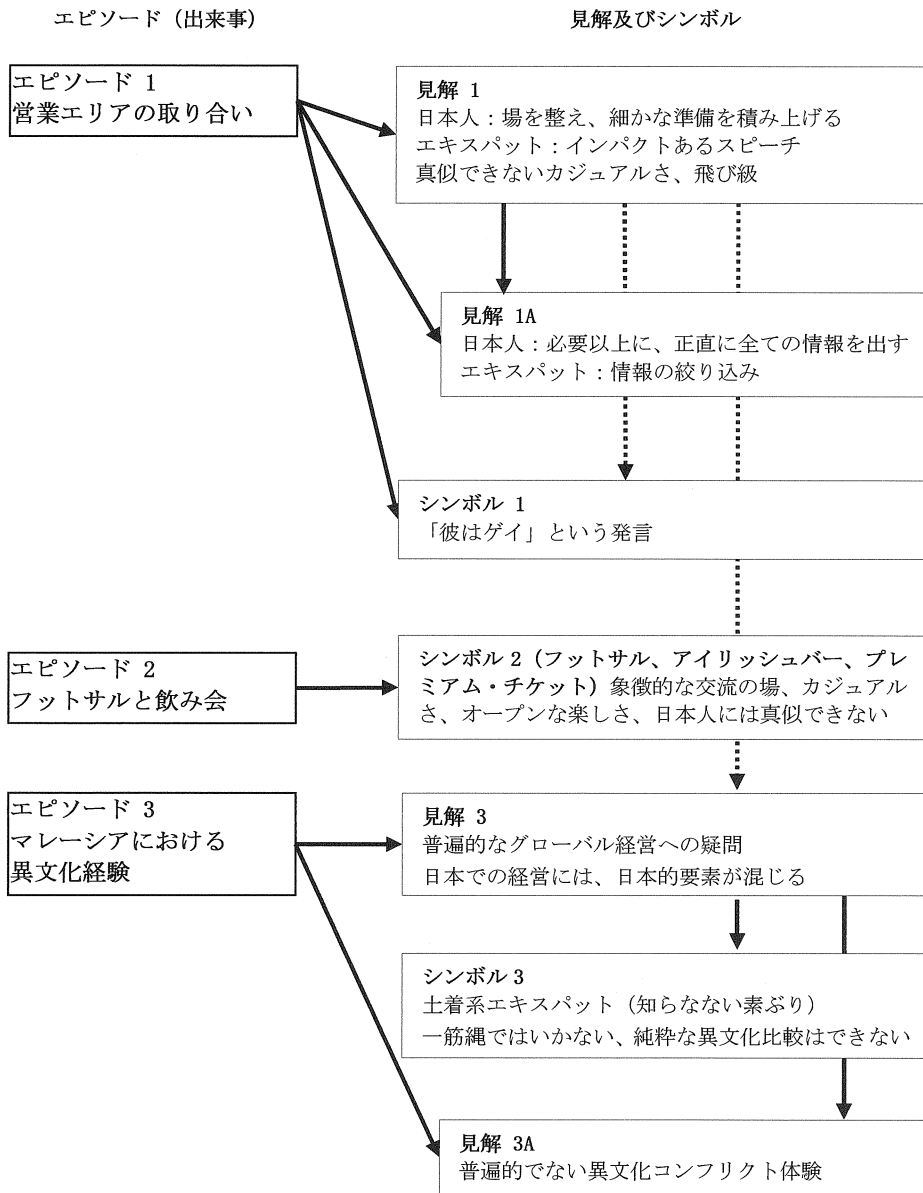 エピソード（出来事）
見解及びシンボル
エピソード 1
営業エリアの取り合い
見解 1
日本人：場を整え、細かな準備を積み上げる
エキスパット：インパクトあるスピーチ
真似できないカジュアルさ、飛び級
見解 1A
日本人：必要以上に、正直に全ての情報を出す
エキスパット：情報の絞り込み
シンボル 1
「彼はゲイ」という発言
エピソード 2
フットサルと飲み会
シンボル 2（フットサル、アイリッシュバー、プレ
ミアム・チケット）象徴的な交流の場、カジュアル
さ、オープンな楽しさ、日本人には真似できない
エピソード 3
マレーシアにおける
異文化経験
見解 3
普遍的なグローバル経営への疑問
日本での経営には、日本的要素が混じる
シンボル 3
土着系エキスパット（知らなない素ぶり）
一筋縄ではいかない、純粋な異文化比較はできない
見解 3A
普遍的でない異文化コンフリクト体験